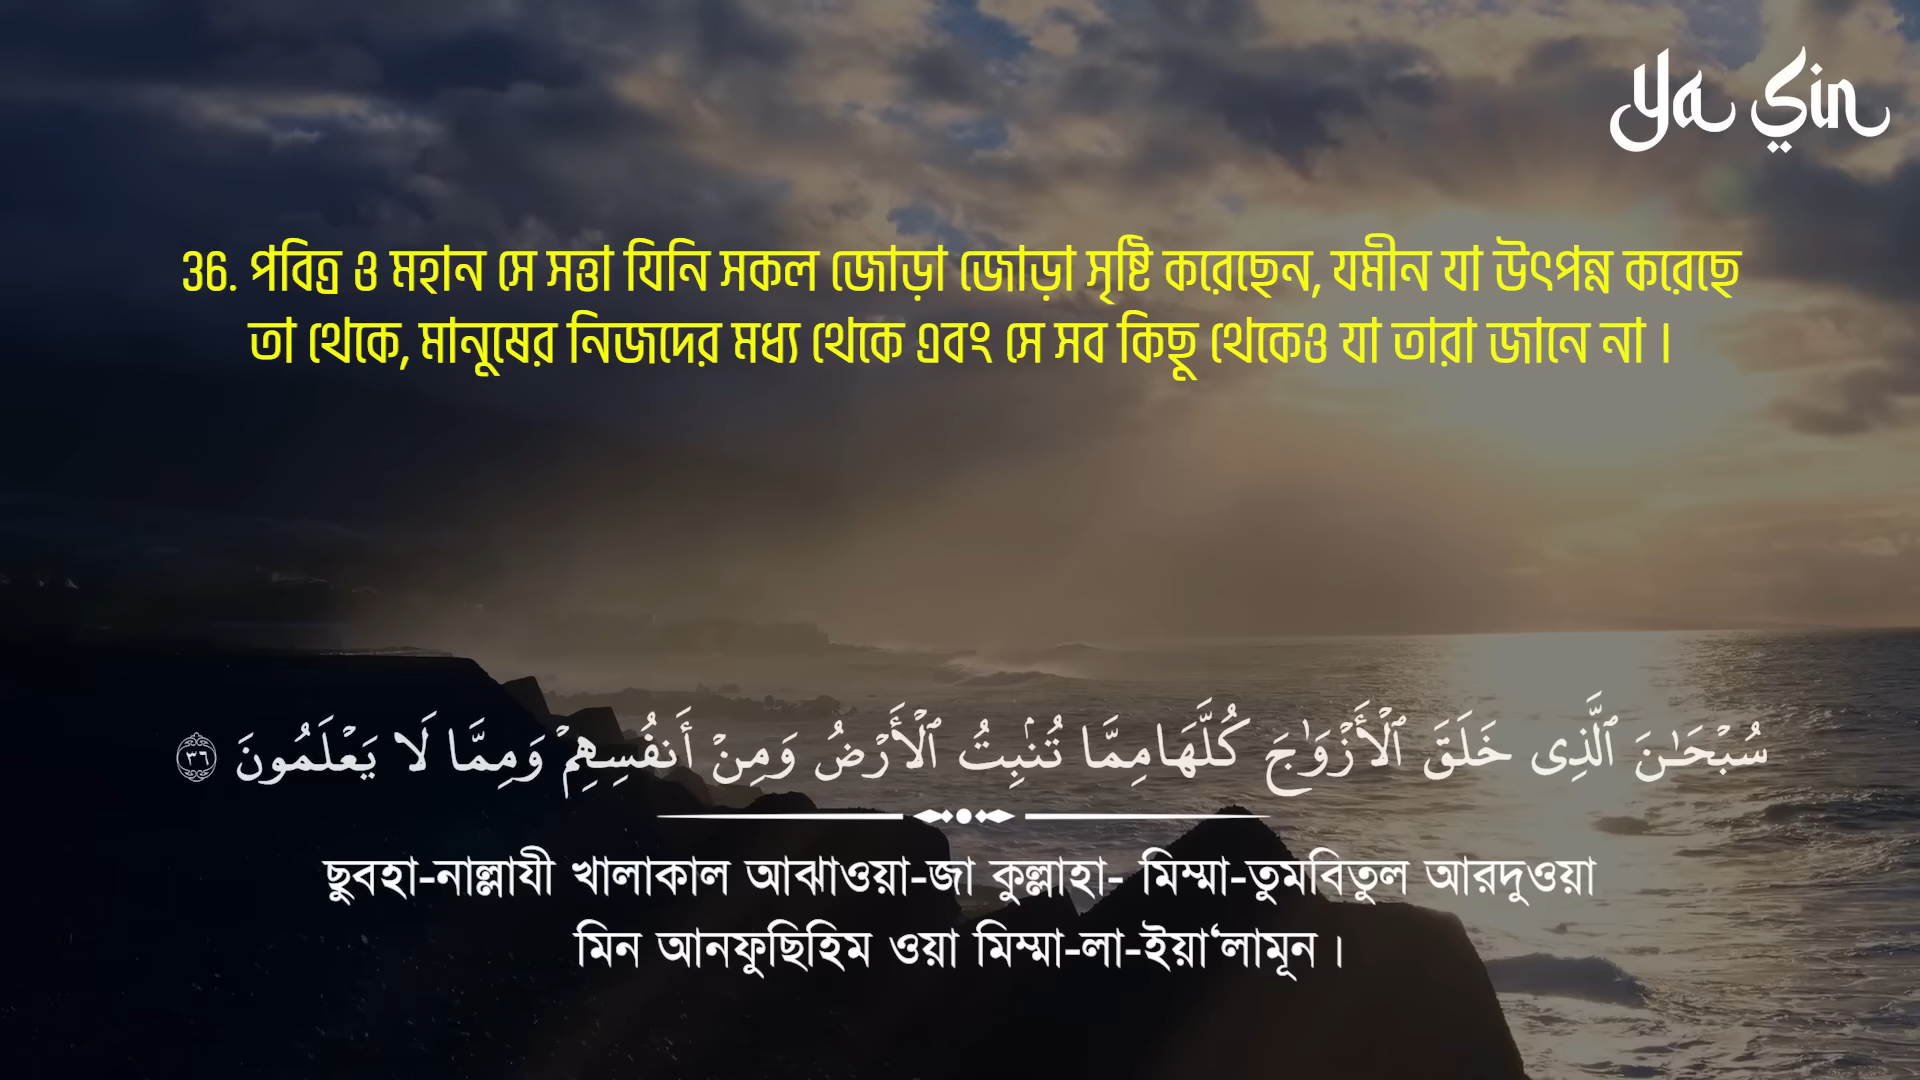 Ya Sin
36. পবিত্র ও মহান সে সত্তা যিনি সকল জোড়া জোড়া সৃষ্টি করেছেন, যমীন যা উৎপন্ন করেছে
তা থেকে, মানুষের নিজদের মধ্য থেকে এবং সে সব কিছু থেকেও যা তারা জানে না ।
سُبْحَـٰنَ ٱلَّذِى خَلَقَ ٱلْأَزْوَٰجَ كُلَّهَا مِمَّا تُنۢبِتُ ٱلْأَرْضُ وَمِنْ أَنفُسِهِمْ وَمِمَّا لَا يَعْلَمُونَ ٣٦
ছুবহা-নাল্লাযী খালাকাল আঝাওয়া-জা কুল্লাহা- মিম্মা-তুমবিতুল আরদুওয়া
মিন আনফুছিহিম ওয়া মিম্মা-লা-ইয়া‘লামূন ।